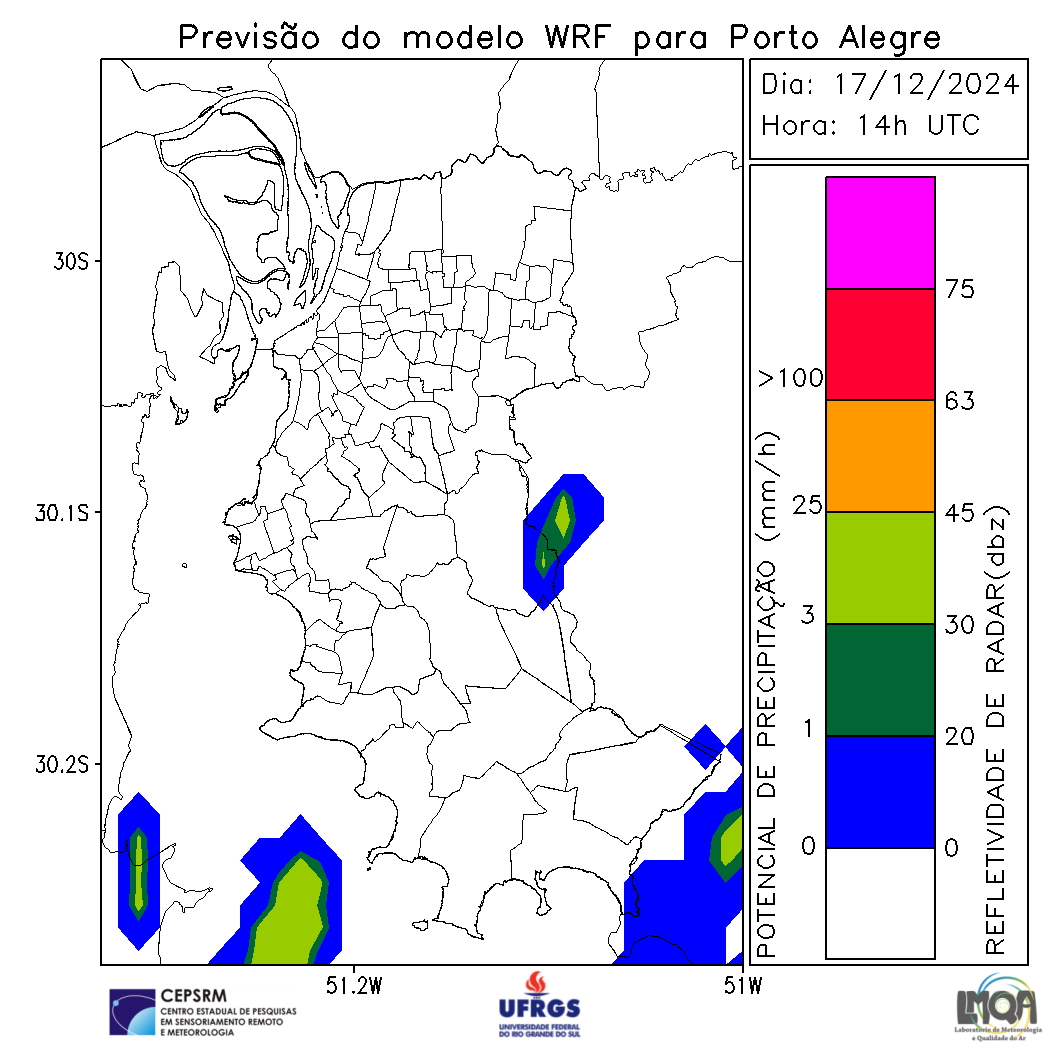 Previsão do modelo WRF para Porto Alegre
Dia: 17/12/2024
Hora: 14h UTC
30S
30.1S
30.2S
51.2W
51W
POTENCIAL DE PRECIPITAÇÃO (mm/h)
>100
25
3
1
0
75
63
45
30
20
0
REFLETIVIDADE DE RADAR(dbz)
CEPSRM
CENTRO ESTADUAL DE PESQUISAS
EM SENSORIAMENTO REMOTO
E METEOROLOGIA
UFRGS
UNIVERSIDADE FEDERAL
DO RIO GRANDE DO SUL
LMQA
Laboratório de Meteorologia
e Qualidade do Ar